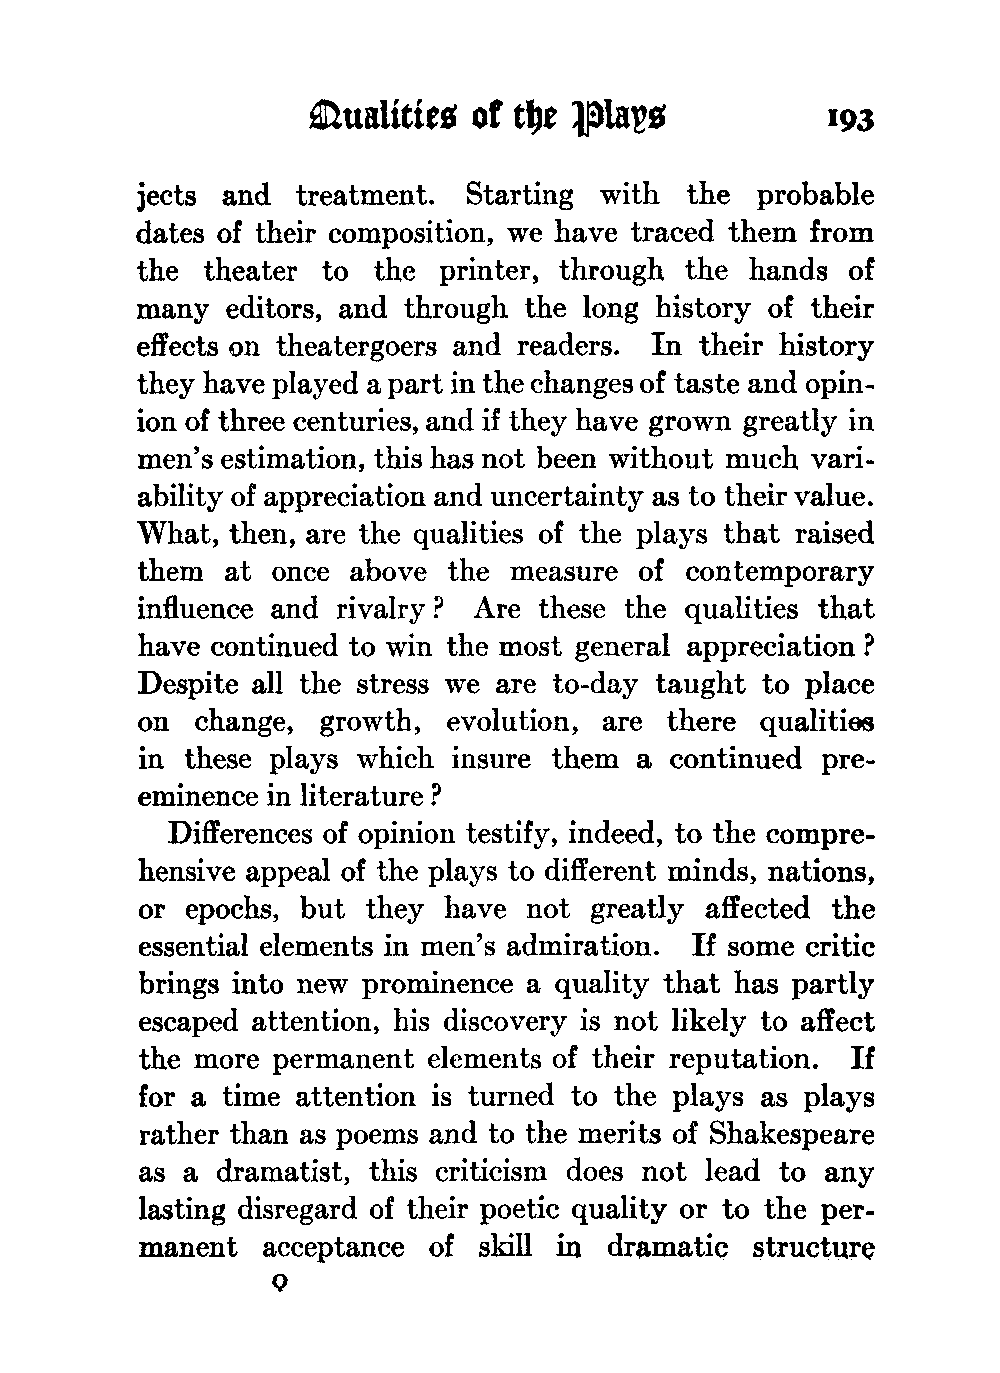 Qualities of the Plays 193
jects and treatment. Starting with the probable
dates of their composition, we have traced them from
the theater to the printer, through the hands of
many editors, and through the long history of their
effects on theatergoers and readers. In their history
they have played a part in the changes of taste and opin-
ion of three centuries, and if they have grown greatly in
men's estimation, this has not been without much vari-
ability of appreciation and uncertainty as to their value.
What, then, are the qualities of the plays that raised
them at once above the measure of contemporary
influence and rivalry? Are these the qualities that
have continued to win the most general appreciation?
Despite all the stress we are to-day taught to place
on change, growth, evolution, are there qualities
in these plays which insure them a continued pre-
eminence in literature?
Differences of opinion testify, indeed, to the compre-
hensive appeal of the plays to different minds, nations,
or epochs, but they have not greatly affected the
essential elements in men's admiration. If some critic
brings into new prominence a quality that has partly
escaped attention, his discovery is not likely to affect
the more permanent elements of their reputation. If
for a time attention is turned to the plays as plays
rather than as poems and to the merits of Shakespeare
as a dramatist, this criticism does not lead to any
lasting disregard of their poetic quality or to the per-
manent acceptance of skill in dramatic structure
Q